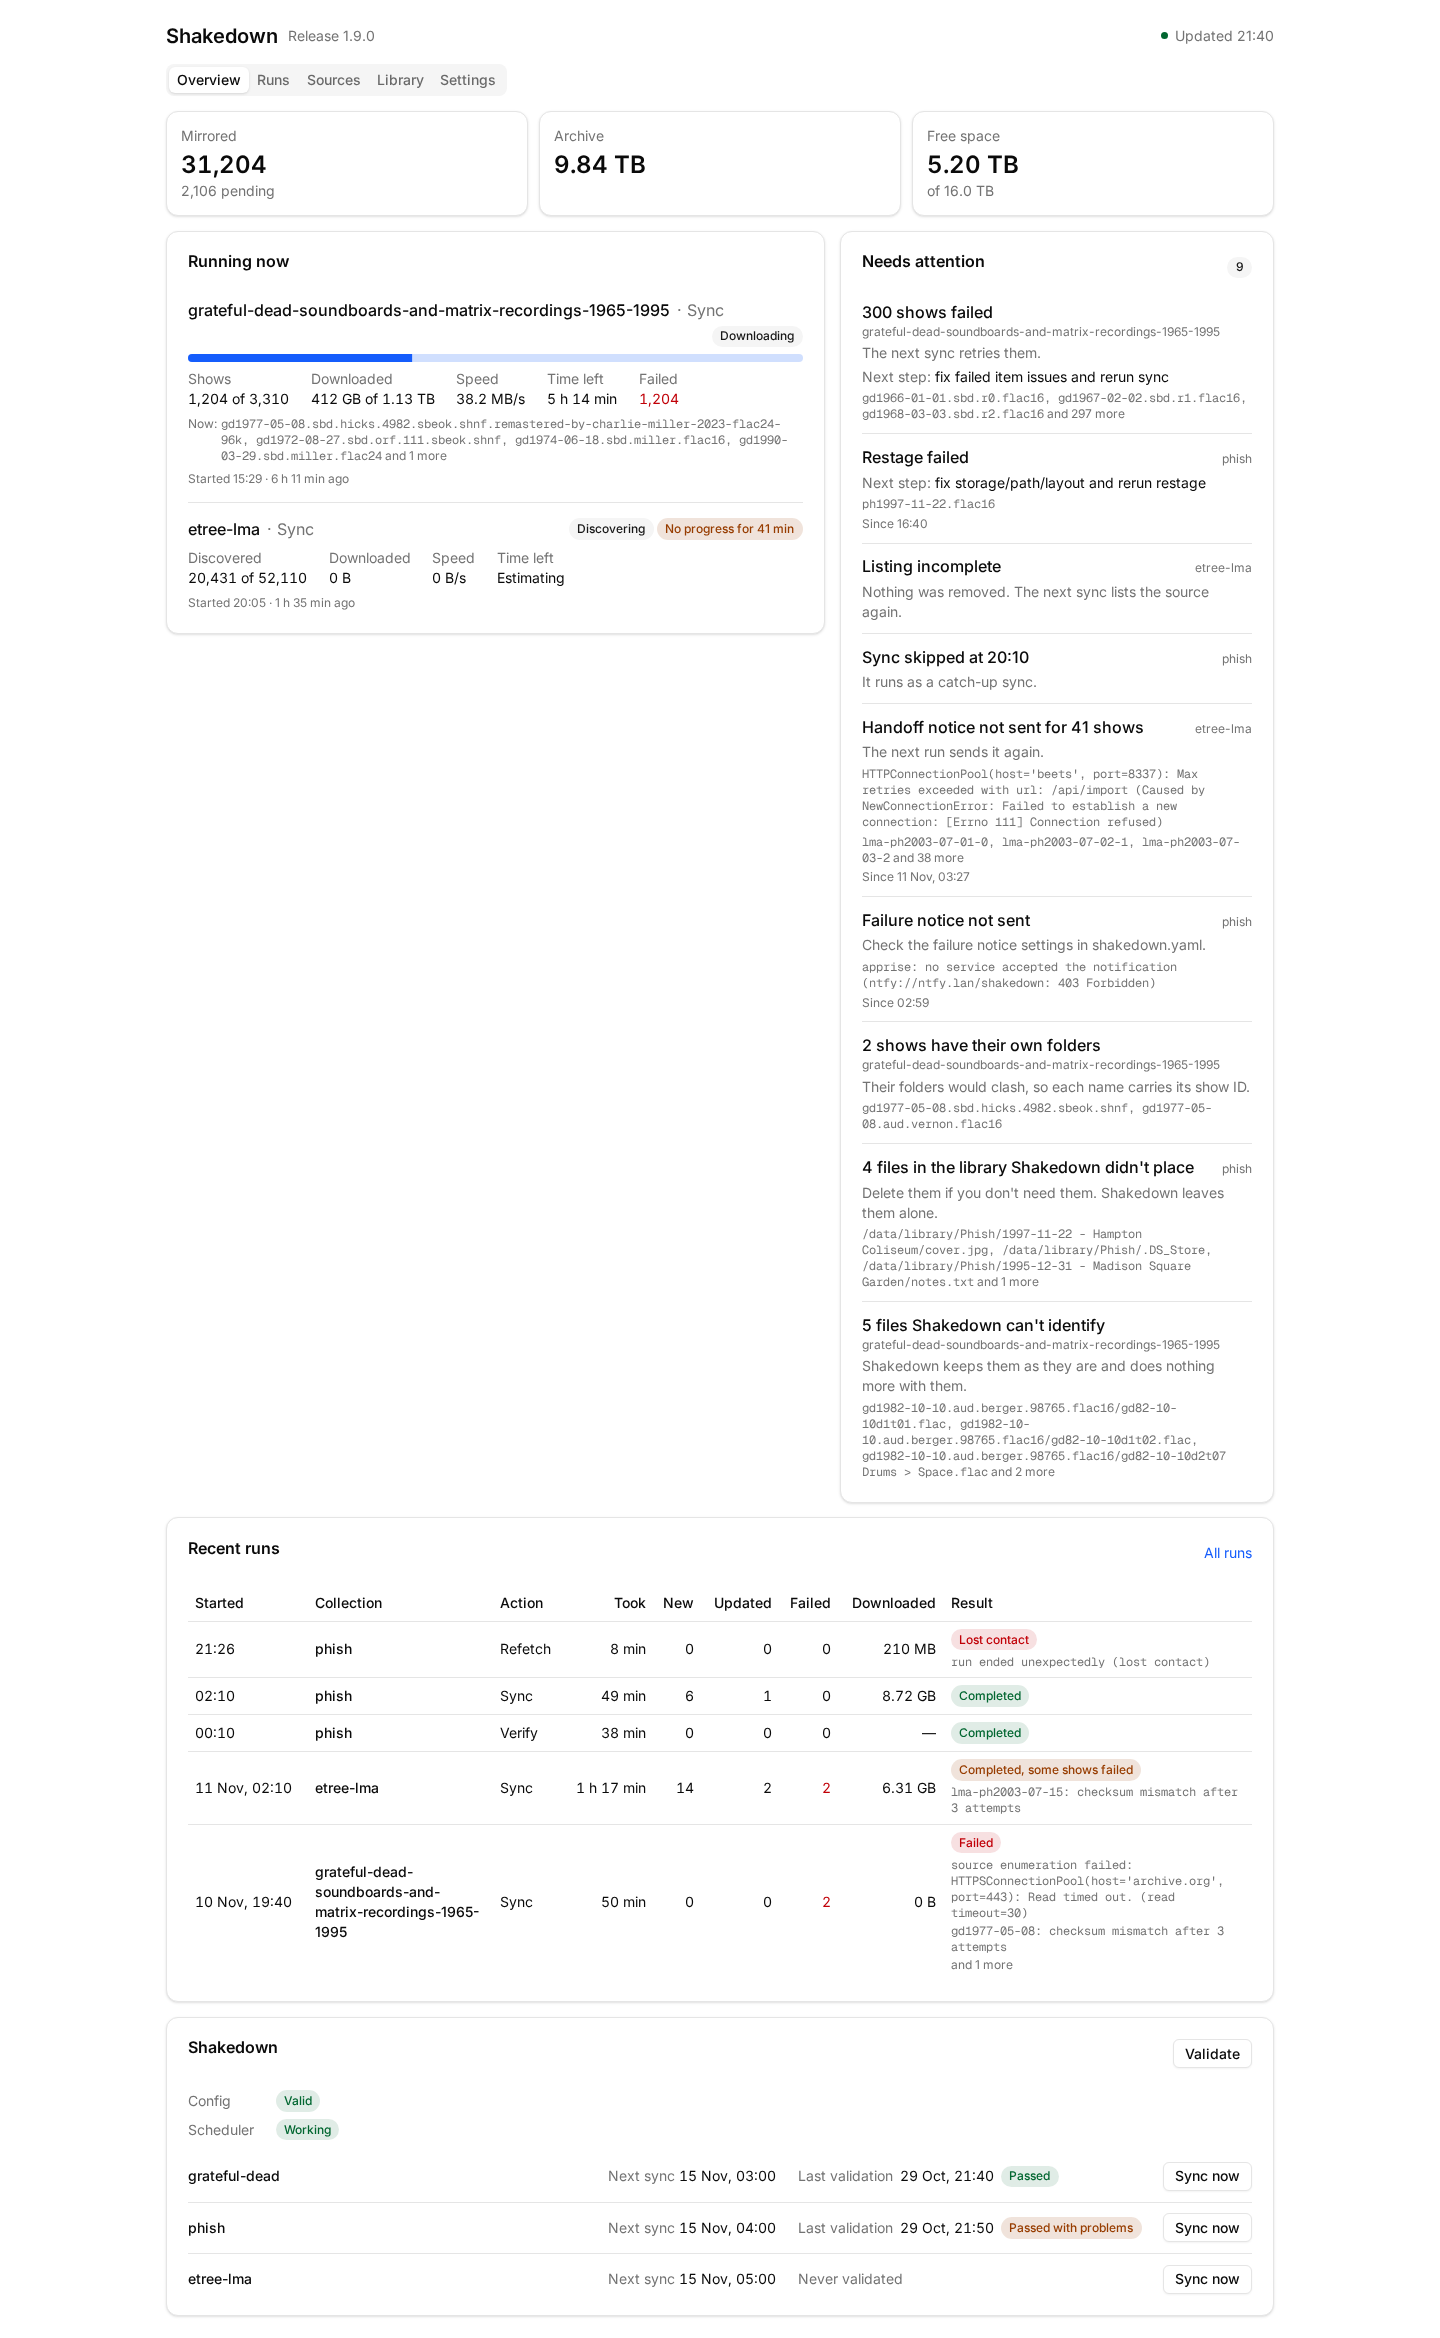 Shakedown Release 1.9.0
Updated 21:40
Overview Runs Sources Library Settings
Mirrored
31,204
2,106 pending
Archive
9.84 TB
Free space
5.20 TB
of 16.0 TB
Running now
grateful-dead-soundboards-and-matrix-recordings-1965-1995 · Sync
Downloading
Shows Downloaded Speed Time left Failed
1,204 of 3,310 412 GB of 1.13 TB 38.2 MB/s 5 h 14 min 1,204
Now: gd1977-05-08.sbd.hicks.4982.sbeok.shnf.remastered-by-charlie-miller-2023-flac24-
96k, gd1972-08-27.sbd.orf.111.sbeok.shnf, gd1974-06-18.sbd.miller.flac16, gd1990-
03-29.sbd.miller.flac24 and 1 more
Started 15:29 · 6 h 11 min ago
etree-lma · Sync
Discovering No progress for 41 min
Discovered Downloaded Speed Time left
20,431 of 52,110 0 B 0 B/s Estimating
Started 20:05 · 1 h 35 min ago
Needs attention
9
300 shows failed
grateful-dead-soundboards-and-matrix-recordings-1965-1995
The next sync retries them.
Next step: fix failed item issues and rerun sync
gd1966-01-01.sbd.r0.flac16, gd1967-02-02.sbd.r1.flac16,
gd1968-03-03.sbd.r2.flac16 and 297 more
Restage failed phish
Next step: fix storage/path/layout and rerun restage
ph1997-11-22.flac16
Since 16:40
Listing incomplete etree-lma
Nothing was removed. The next sync lists the source
again.
Sync skipped at 20:10 phish
It runs as a catch-up sync.
Handoff notice not sent for 41 shows etree-lma
The next run sends it again.
HTTPConnectionPool(host='beets', port=8337): Max
retries exceeded with url: /api/import (Caused by
NewConnectionError: Failed to establish a new
connection: [Errno 111] Connection refused)
lma-ph2003-07-01-0, lma-ph2003-07-02-1, lma-ph2003-07-
03-2 and 38 more
Since 11 Nov, 03:27
Failure notice not sent phish
Check the failure notice settings in shakedown.yaml.
apprise: no service accepted the notification
(ntfy://ntfy.lan/shakedown: 403 Forbidden)
Since 02:59
2 shows have their own folders
grateful-dead-soundboards-and-matrix-recordings-1965-1995
Their folders would clash, so each name carries its show ID.
gd1977-05-08.sbd.hicks.4982.sbeok.shnf, gd1977-05-
08.aud.vernon.flac16
4 files in the library Shakedown didn't place phish
Delete them if you don't need them. Shakedown leaves
them alone.
/data/library/Phish/1997-11-22 - Hampton
Coliseum/cover.jpg, /data/library/Phish/.DS_Store,
/data/library/Phish/1995-12-31 - Madison Square
Garden/notes.txt and 1 more
5 files Shakedown can't identify
grateful-dead-soundboards-and-matrix-recordings-1965-1995
Shakedown keeps them as they are and does nothing
more with them.
gd1982-10-10.aud.berger.98765.flac16/gd82-10-
10d1t01.flac, gd1982-10-
10.aud.berger.98765.flac16/gd82-10-10d1t02.flac,
gd1982-10-10.aud.berger.98765.flac16/gd82-10-10d2t07
Drums > Space.flac and 2 more
Recent runs
All runs
Started Collection Action Took New Updated Failed Downloaded Result
21:26 phish Refetch 8 min 0 0 0 210 MB Lost contact
run ended unexpectedly (lost contact)
02:10 phish Sync 49 min 6 1 0 8.72 GB Completed
00:10 phish Verify 38 min 0 0 0 — Completed
11 Nov, 02:10 etree-lma Sync 1 h 17 min 14 2 2 6.31 GB Completed, some shows failed
lma-ph2003-07-15: checksum mismatch after
3 attempts
10 Nov, 19:40 grateful-dead-
soundboards-and-
matrix-recordings-1965-
1995 Sync 50 min 0 0 2 0 B Failed
source enumeration failed:
HTTPSConnectionPool(host='archive.org',
port=443): Read timed out. (read
timeout=30)
gd1977-05-08: checksum mismatch after 3
attempts
and 1 more
Shakedown
Validate
Config Valid
Scheduler Working
grateful-dead Next sync 15 Nov, 03:00 Last validation 29 Oct, 21:40 Passed Sync now
phish Next sync 15 Nov, 04:00 Last validation 29 Oct, 21:50 Passed with problems Sync now
etree-lma Next sync 15 Nov, 05:00 Never validated Sync now